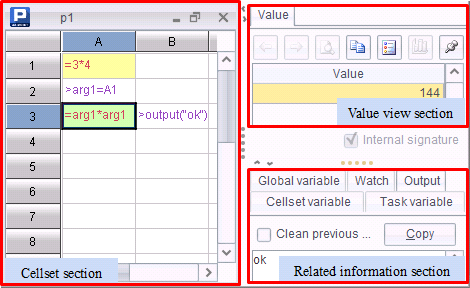 p1
A B
1 =3*4
2 >arg1=A1
3 =arg1*arg1 >output("ok")
4
5
6
7
8
Cellset section
Value
Value
144
Value view section
Internal signature
Global variable Watch Output
Cellset variable Task variable
Clean previous ... Copy
ok
Related information section